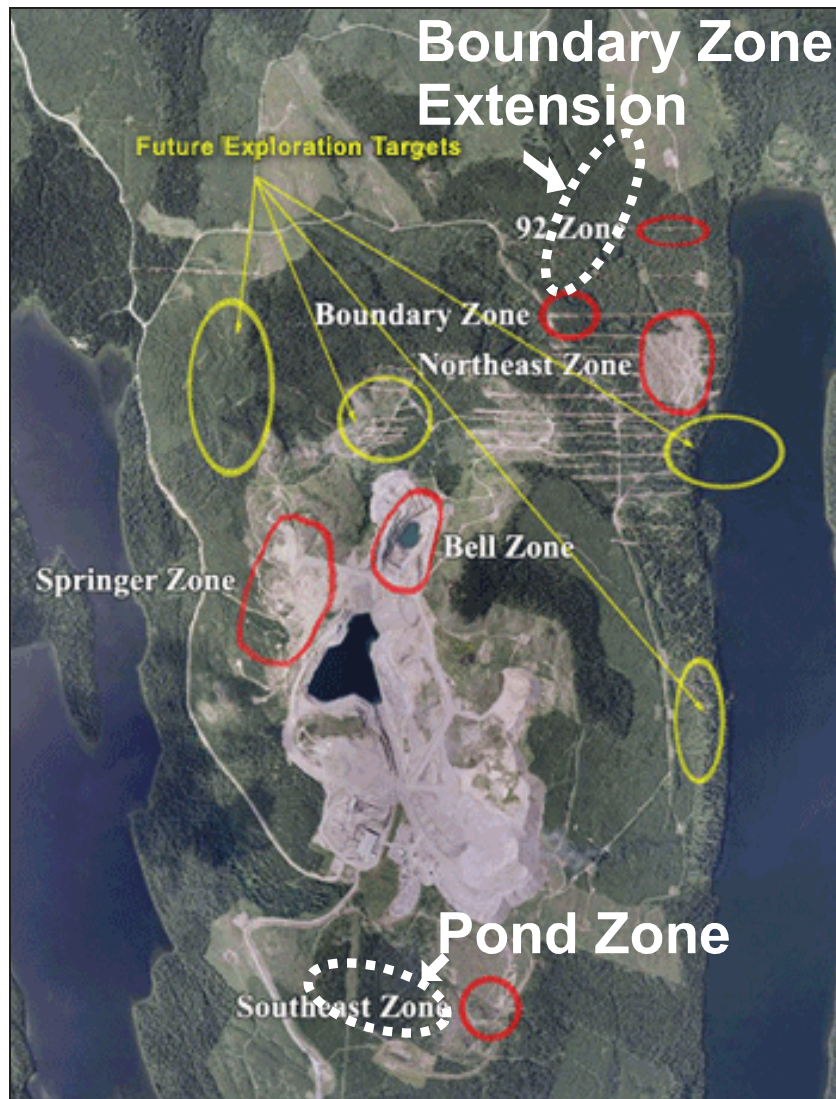 Boundary Zone
Extension
Future Exploration Targets
92 Zone
Boundary Zone
Northeast Zone
Bell Zone
Springer Zone
Pond Zone
Southeast Zone